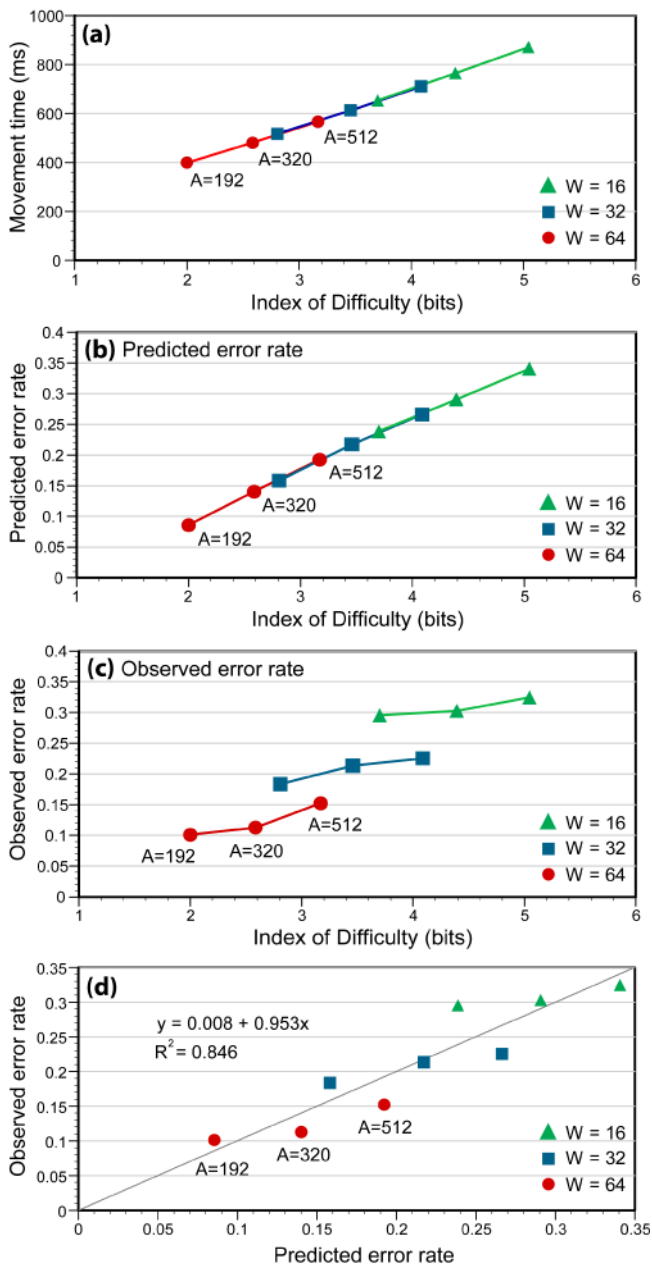 (a)
Movement time (ms)
1000
800
600
400
200
0
A=192
A=320
A=512
W = 16
W = 32
W = 64
1 2 3 4 5 6
Index of Difficulty (bits)
(b) Predicted error rate
Predicted error rate
0.4
0.35
0.3
0.25
0.2
0.15
0.1
0.05
0
A=192
A=320
A=512
W = 16
W = 32
W = 64
1 2 3 4 5 6
Index of Difficulty (bits)
(c) Observed error rate
Observed error rate
0.4
0.35
0.3
0.25
0.2
0.15
0.1
0.05
0
A=192
A=320
A=512
W = 16
W = 32
W = 64
1 2 3 4 5 6
Index of Difficulty (bits)
(d)
Observed error rate
0.35
0.3
0.25
0.2
0.15
0.1
0.05
0
y = 0.008 + 0.953x
R² = 0.846
A=192
A=320
A=512
W = 16
W = 32
W = 64
0 0.05 0.1 0.15 0.2 0.25 0.3 0.35
Predicted error rate